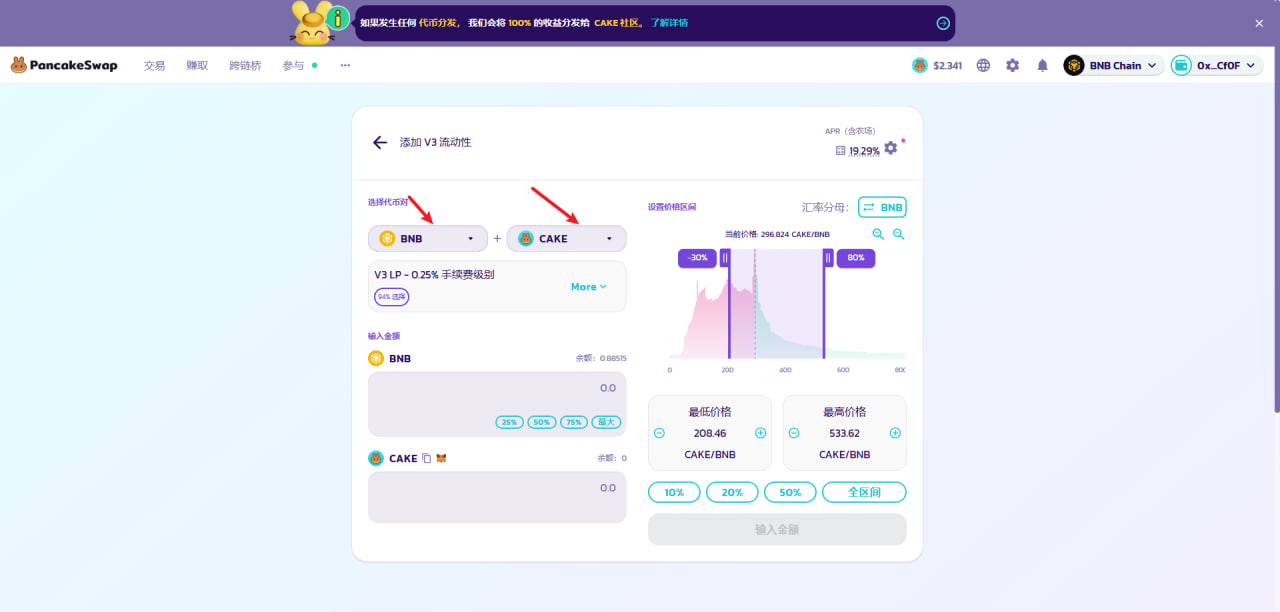 如果发生任何 代币分发, 我们会将 100% 的收益分发给 CAKE 社区。 了解详情
PancakeSwap 交易 赚取 跨链桥 参与 $2.341 BNB Chain 0x...Cf0F
添加 V3 流动性
APR(含农场)
19.29%
选择代币对
BNB + CAKE
V3 LP - 0.25% 手续费级别
94% 选择
More
输入金额
BNB 余额: 0.88515
0.0
25% 50% 75% 最大
CAKE 余额: 0
0.0
设置价格区间
汇率分母: BNB
当前价格: 296.824 CAKE/BNB
-30% 80%
0 200 400 600 800
最低价格
208.46
CAKE/BNB
最高价格
533.62
CAKE/BNB
10% 20% 50% 全区间
输入金额